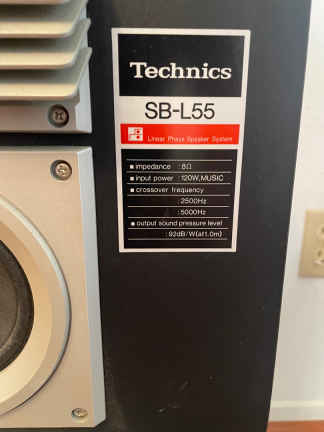 Technics
SB-L55
Linear Phase Speaker System
■ impedance : 8Ω
■ input power : 120W,MUSIC
■ crossover frequency
: 2500Hz
: 5000Hz
■ output sound pressure level
: 92dB/W(at1.0m)